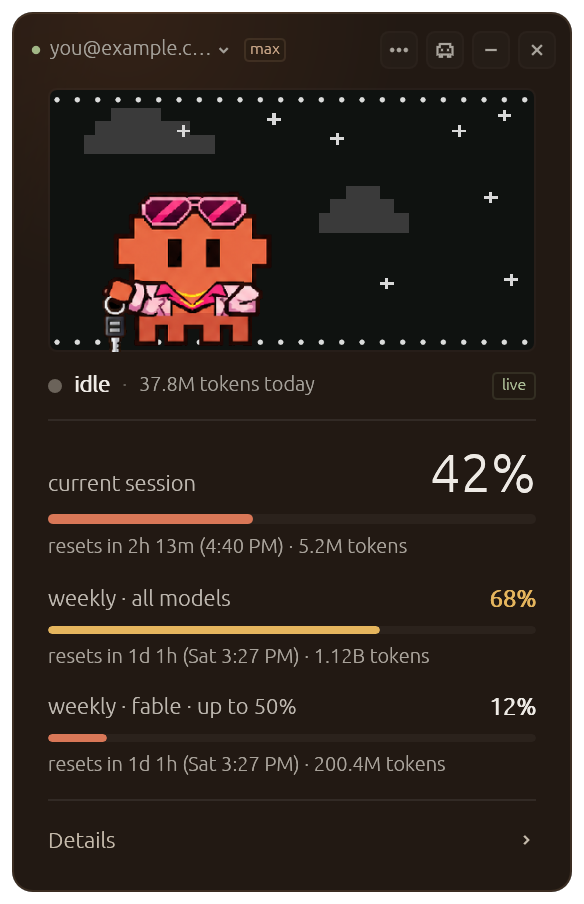 you@example.c...
max
idle · 37.8M tokens today
live
current session
42%
resets in 2h 13m (4:40 PM) · 5.2M tokens
weekly · all models
68%
resets in 1d 1h (Sat 3:27 PM) · 1.12B tokens
weekly · fable · up to 50%
12%
resets in 1d 1h (Sat 3:27 PM) · 200.4M tokens
Details